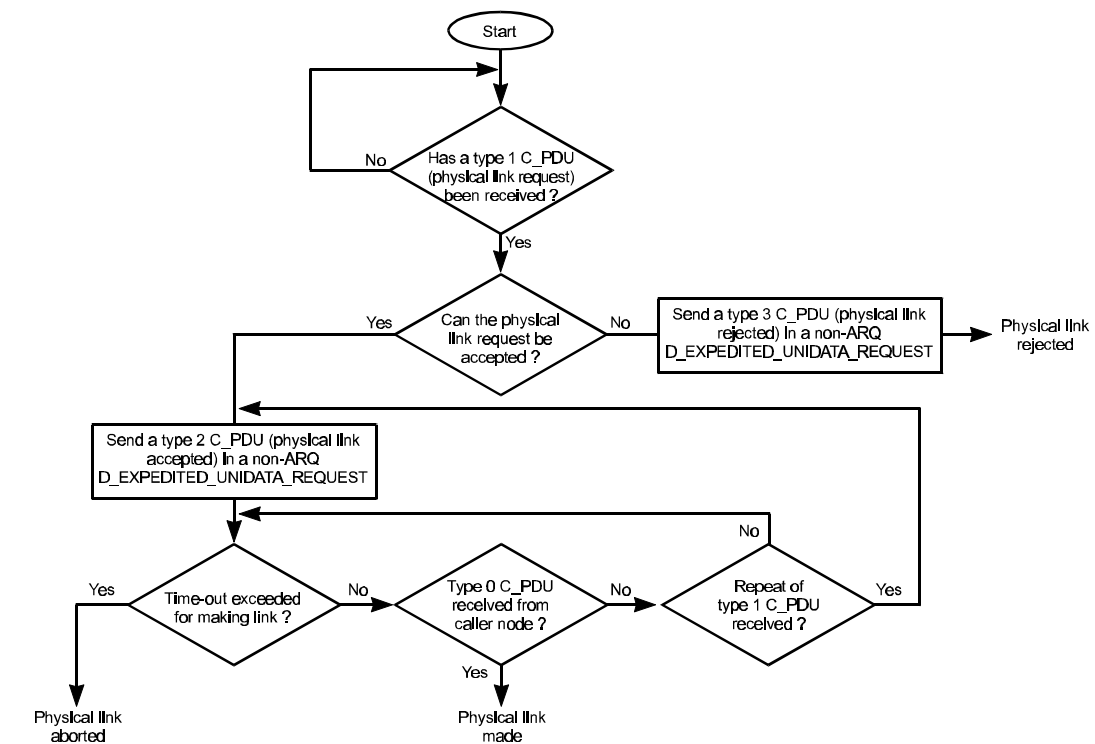 Start
Has a type 1 C_PDU
(physical link request)
been received ?
No
Yes
Can the physical
link request be
accepted ?
Yes
No
Send a type 3 C_PDU (physical link
rejected) in a non-ARQ
D_EXPEDITED_UNIDATA_REQUEST
Physical link
rejected
Send a type 2 C_PDU (physical link
accepted) in a non-ARQ
D_EXPEDITED_UNIDATA_REQUEST
Yes
Time-out exceeded
for making link ?
No
Type 0 C_PDU
received from
caller node ?
No
No
Repeat of
type 1 C_PDU
received ?
Yes
Yes
Physical link
aborted
Physical link
made